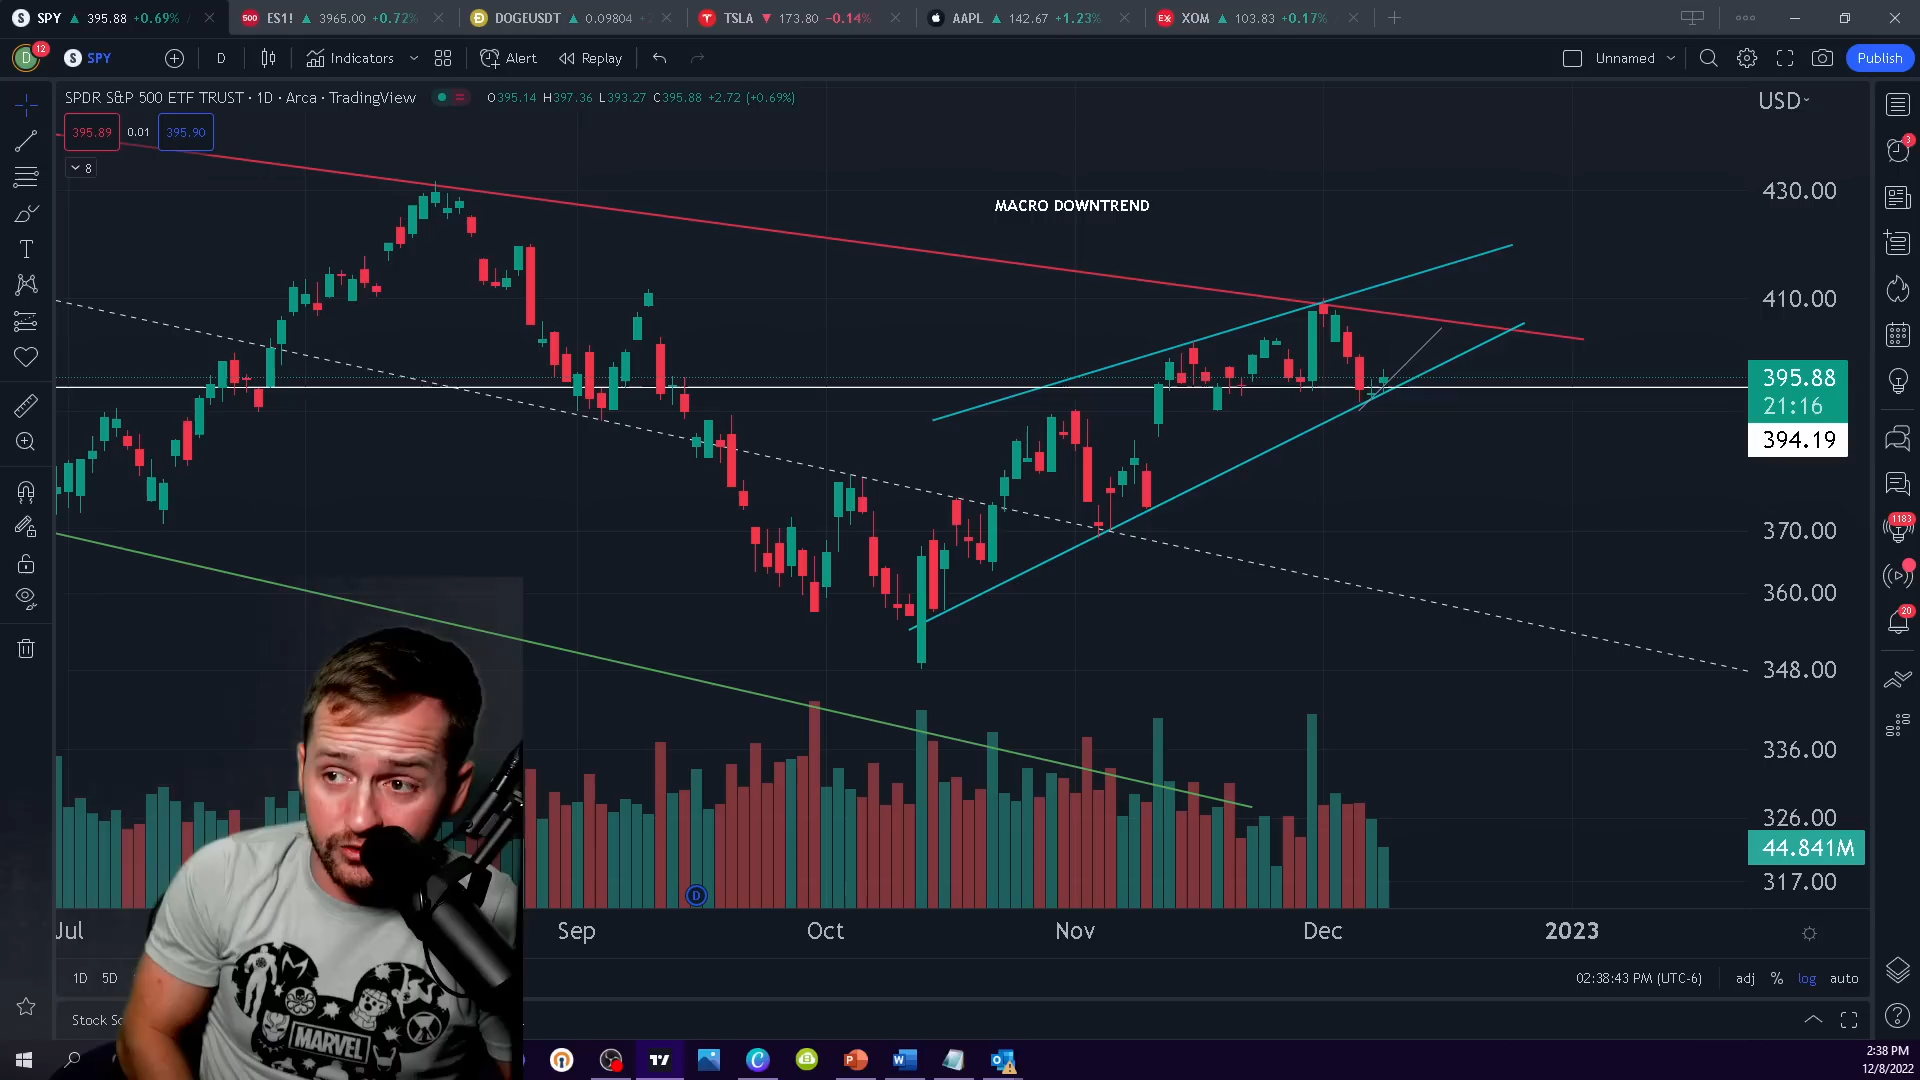 SPY ▲ 395.88 +0.69%
500 ES1! ▲ 3965.00 +0.72%
DOGEUSDT ▲ 0.09804
TSLA ▼ 173.80 −0.14%
AAPL ▲ 142.67 +1.23%
XOM ▲ 103.83 +0.17%
D 12 S SPY D Indicators Alert Replay Unnamed Publish
SPDR S&P 500 ETF TRUST · 1D · Arca · TradingView O395.14 H397.36 L393.27 C395.88 +2.72 (+0.69%)
USD
395.89 0.01 395.90
8
MACRO DOWNTREND
430.00
410.00
395.88
21:16
394.19
370.00
360.00
348.00
336.00
326.00
44.841M
317.00
3
1183
20
D
MARVEL
Jul Sep Oct Nov Dec 2023
1D 5D 02:38:43 PM (UTC-6) adj % log auto
2:38 PM
12/8/2022